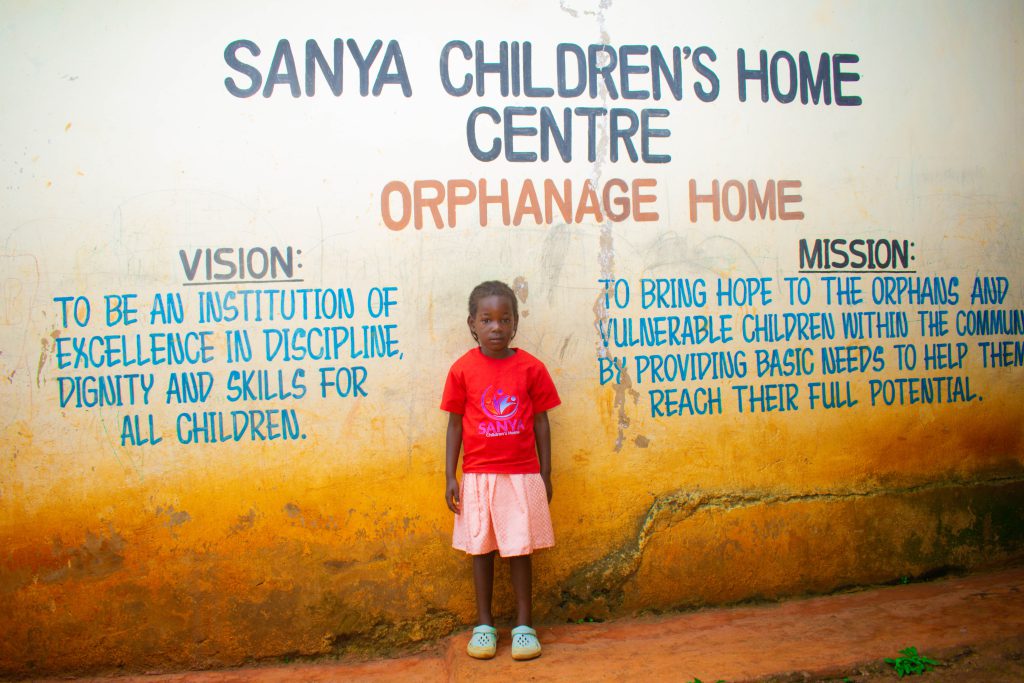 SANYA CHILDREN'S HOME
CENTRE
ORPHANAGE HOME
VISION:
TO BE AN INSTITUTION OF
EXCELLENCE IN DISCIPLINE,
DIGNITY AND SKILLS FOR
ALL CHILDREN.
MISSION:
TO BRING HOPE TO THE ORPHANS AND
VULNERABLE CHILDREN WITHIN THE COMMUN
BY PROVIDING BASIC NEEDS TO HELP THEM
REACH THEIR FULL POTENTIAL.
SANYA
Children's Home